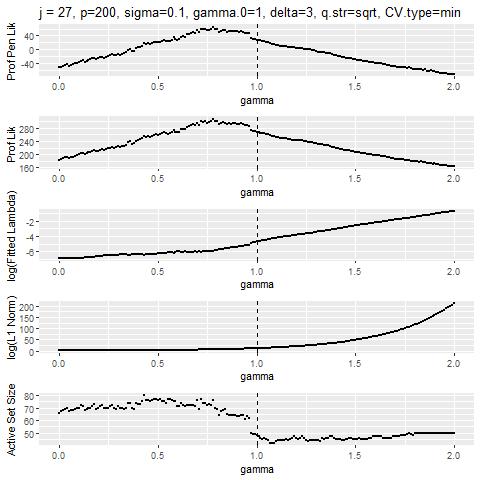 j = 27, p=200, sigma=0.1, gamma.0=1, delta=3, q.str=sqrt, CV.type=min
Prof Pen Lik
40
0
-40
0.0 0.5 1.0 1.5 2.0
gamma
Prof Lik
280
240
200
160
0.0 0.5 1.0 1.5 2.0
gamma
log(Fitted Lambda)
-2
-4
-6
0.0 0.5 1.0 1.5 2.0
gamma
log(L1 Norm)
200
150
100
50
0
0.0 0.5 1.0 1.5 2.0
gamma
Active Set Size
80
70
60
50
0.0 0.5 1.0 1.5 2.0
gamma